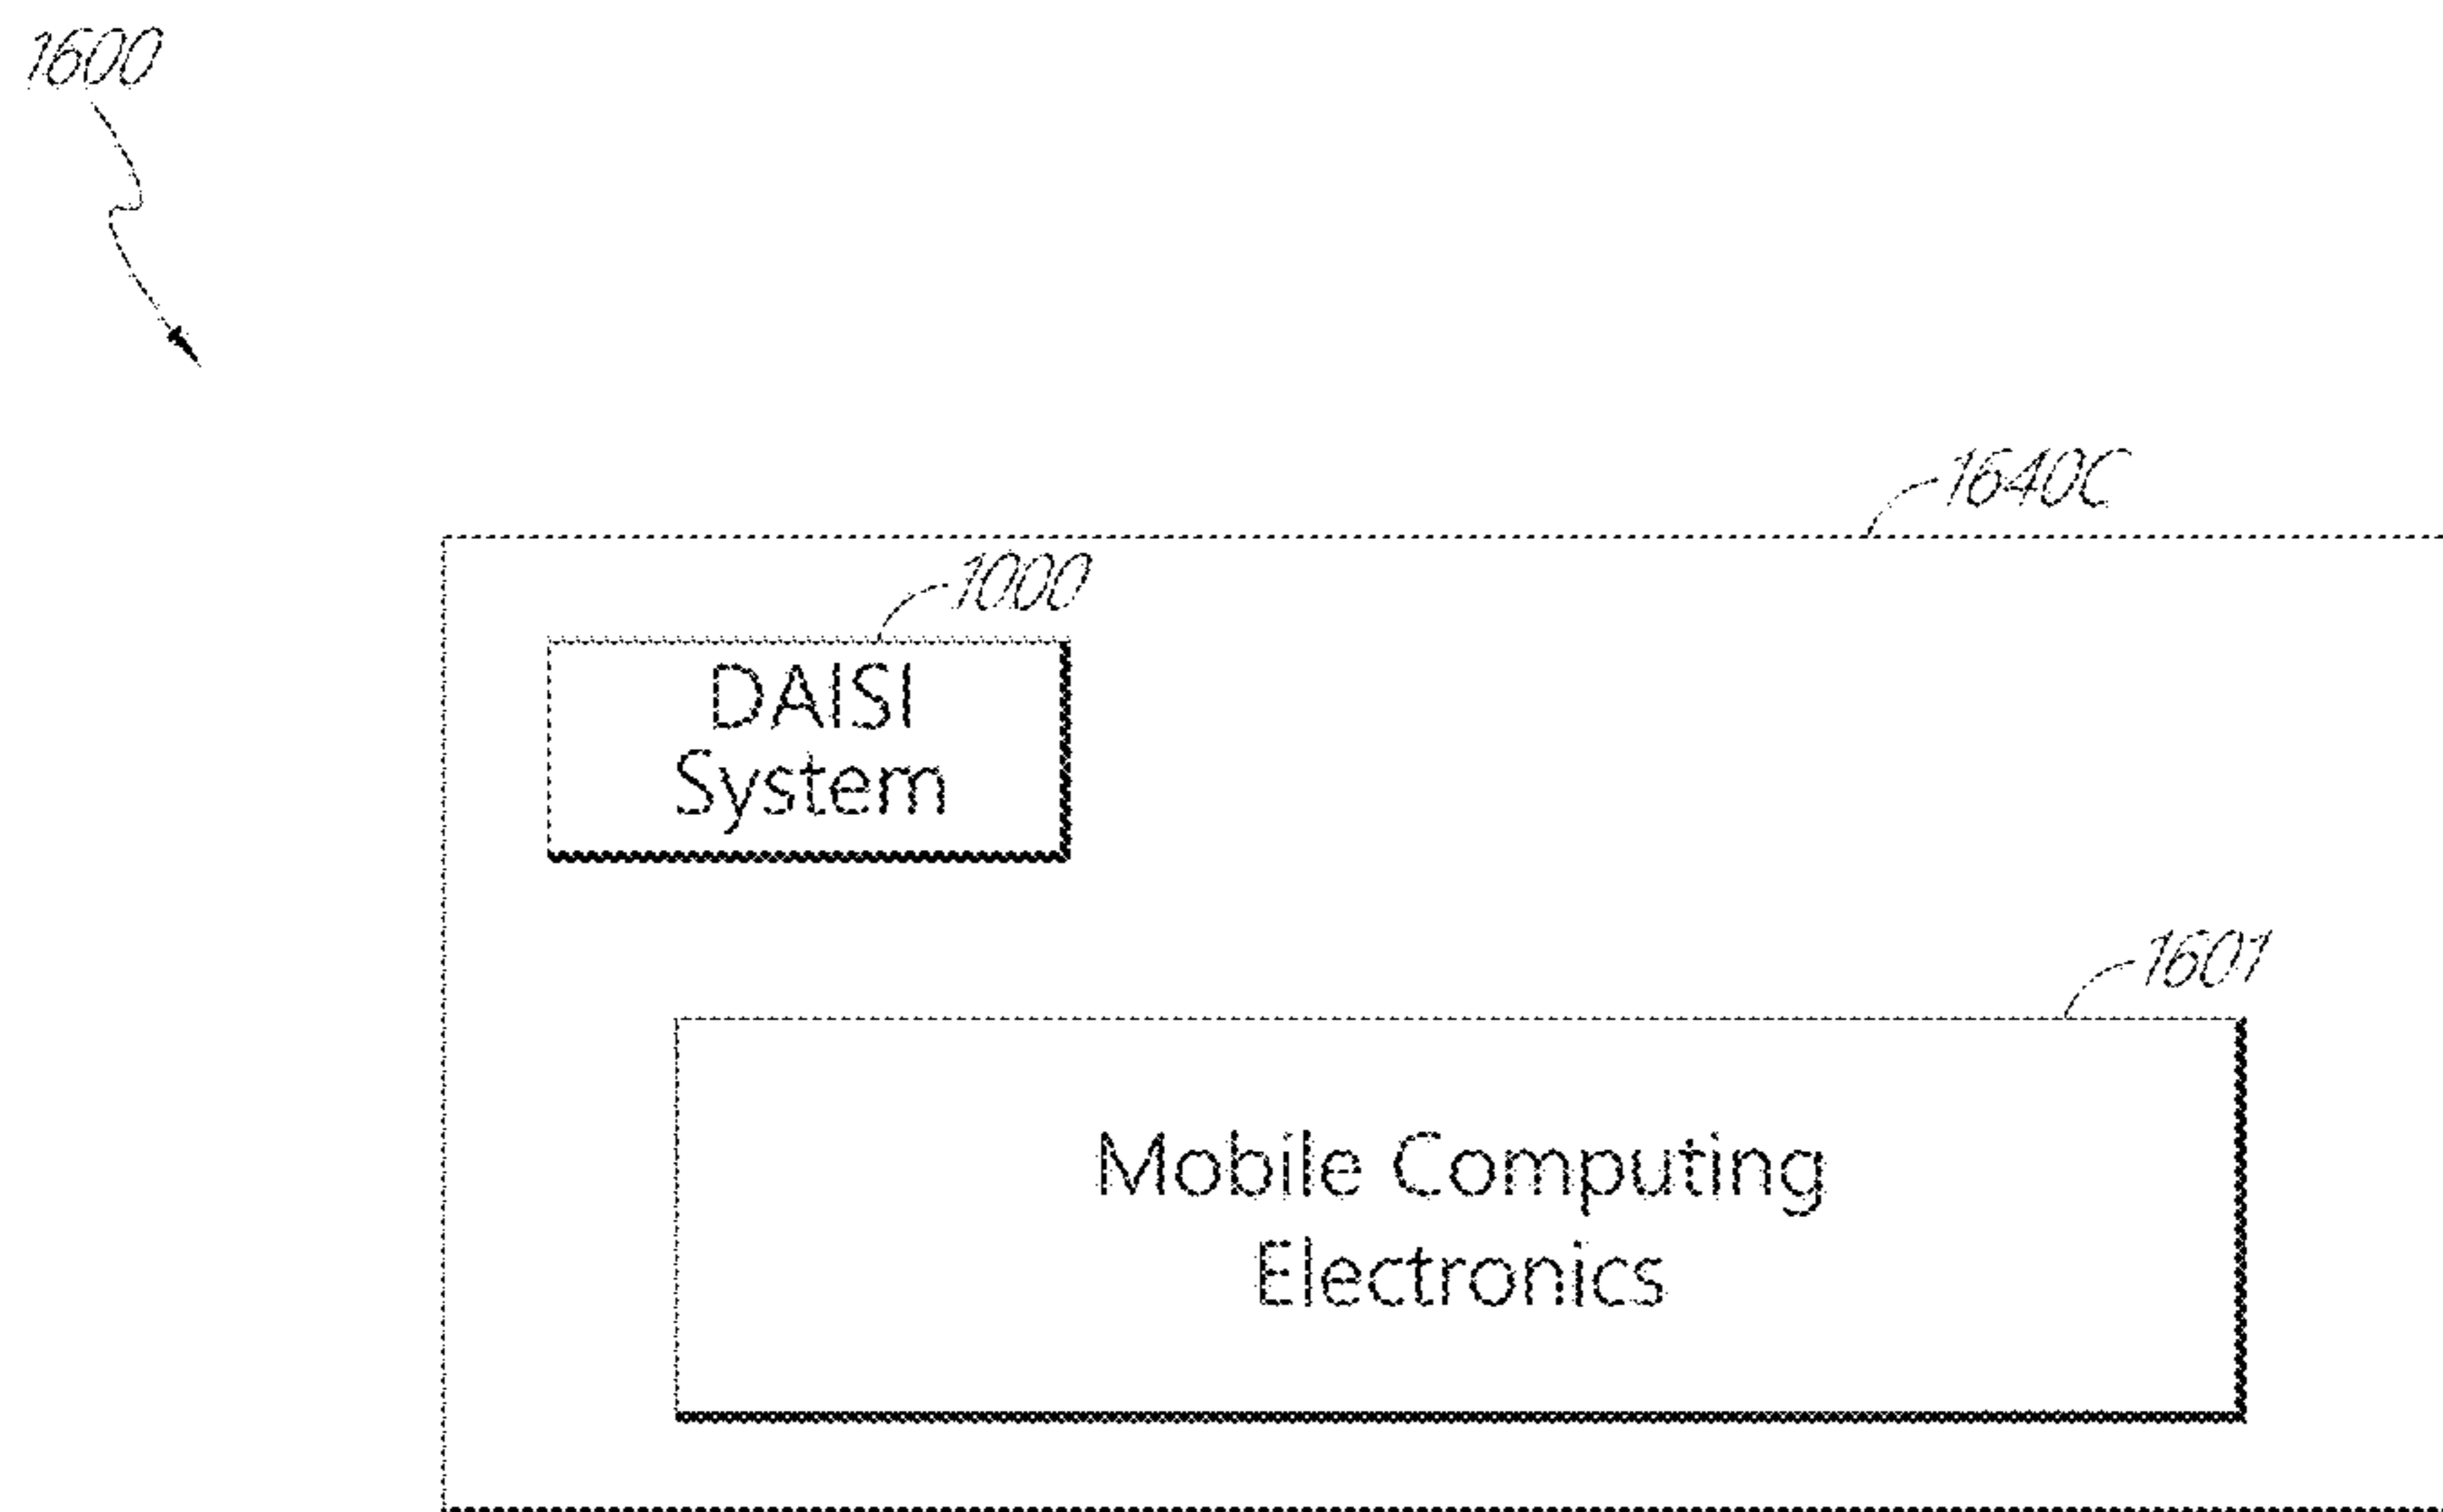 1600
1640C
1000
DAISI
System
1601
Mobile Computing
Electronics